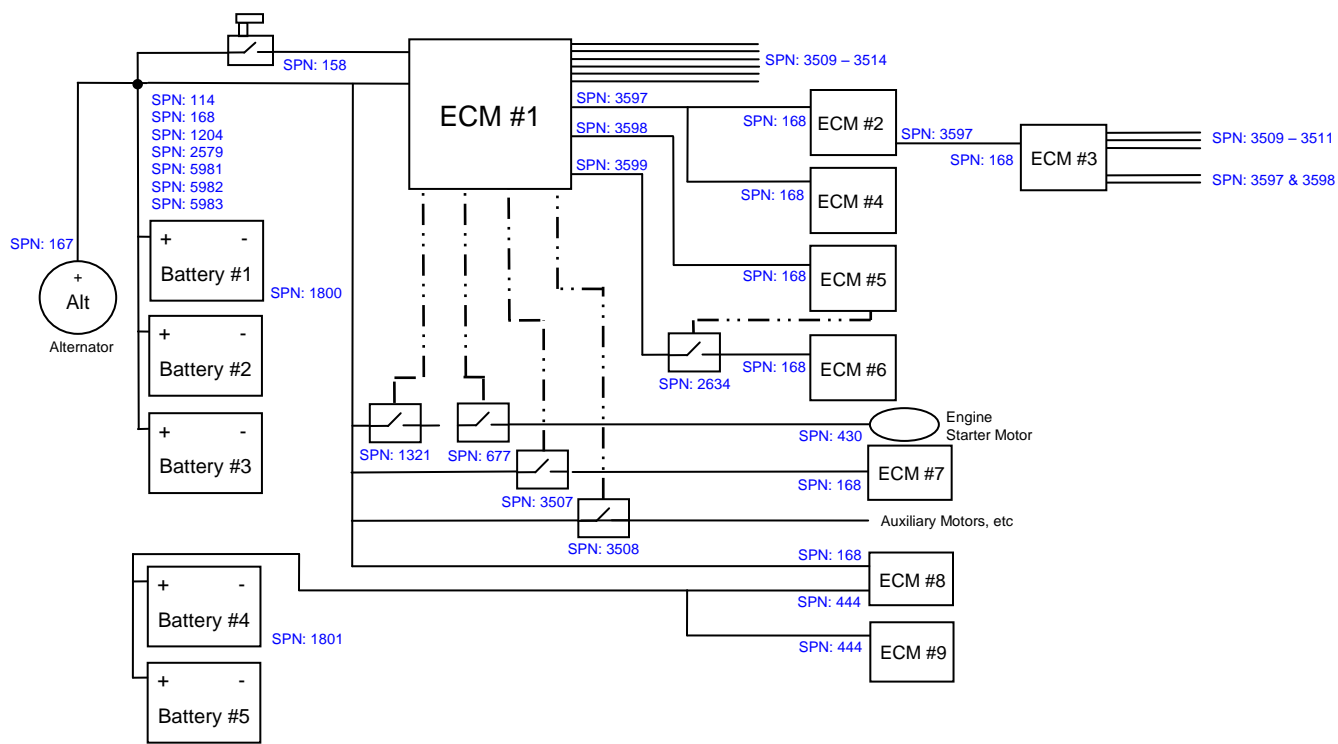 SPN: 158
SPN: 3509 – 3514
ECM #1
SPN: 114
SPN: 168
SPN: 1204
SPN: 2579
SPN: 5981
SPN: 5982
SPN: 5983
SPN: 3597
SPN: 3598
SPN: 3599
SPN: 168
ECM #2
SPN: 3597
SPN: 168
ECM #3
SPN: 3509 – 3511
SPN: 3597 & 3598
SPN: 168
ECM #4
SPN: 167
+
Alt
Alternator
+ -
Battery #1
SPN: 1800
SPN: 168
ECM #5
+ -
Battery #2
SPN: 2634
SPN: 168
ECM #6
+ -
Battery #3
SPN: 1321
SPN: 677
SPN: 430
Engine
Starter Motor
SPN: 3507
SPN: 168
ECM #7
SPN: 3508
Auxiliary Motors, etc
SPN: 168
ECM #8
SPN: 444
+ -
Battery #4
SPN: 1801
SPN: 444
ECM #9
+ -
Battery #5